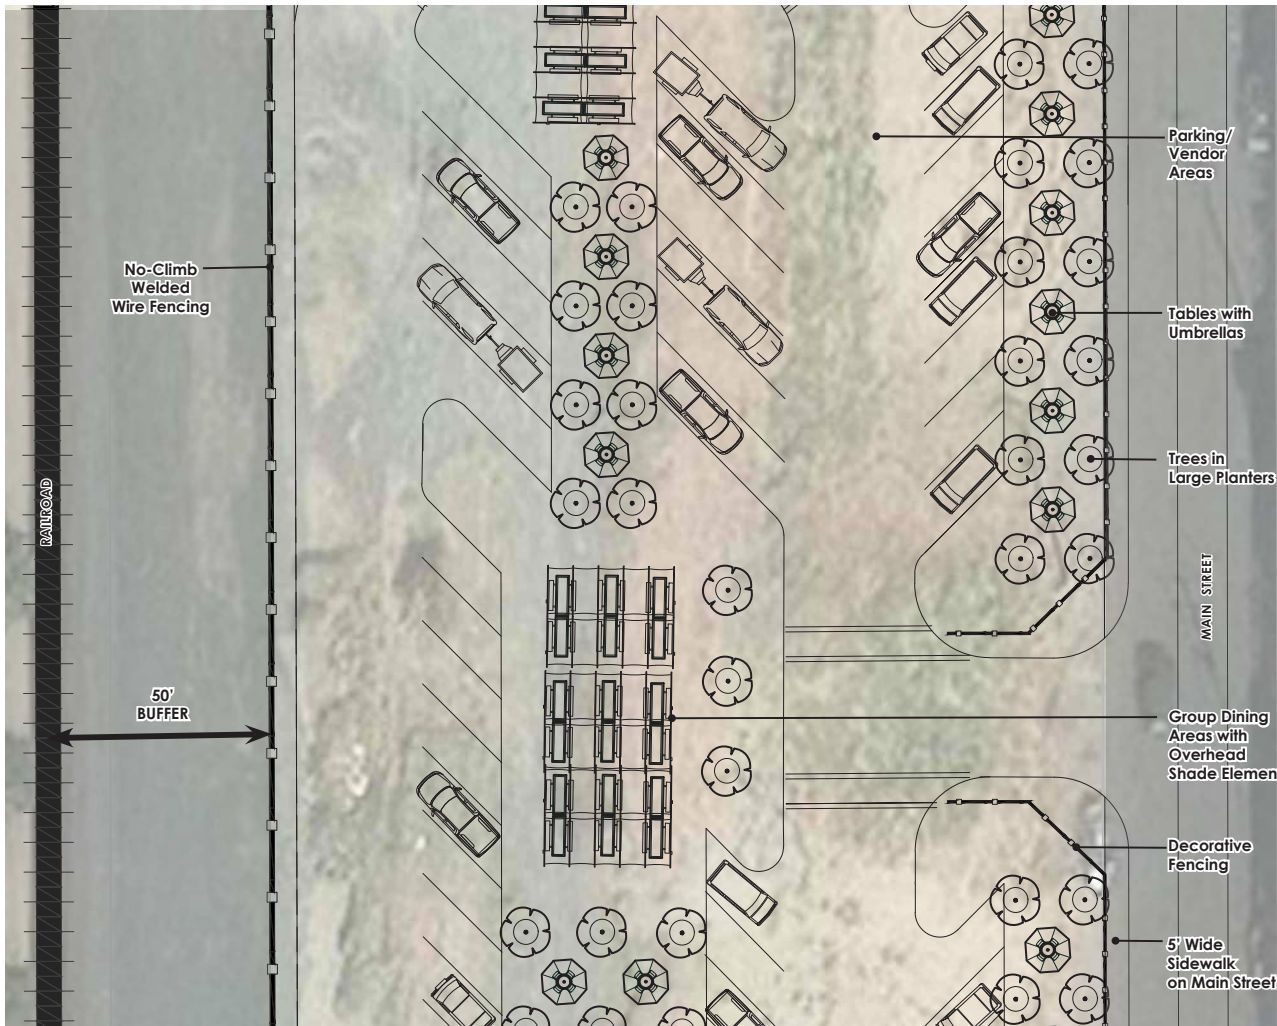 Parking/
Vendor
Areas
No-Climb
Welded
Wire Fencing
Tables with
Umbrellas
Trees in
Large Planters
RAILROAD
MAIN STREET
50'
BUFFER
Group Dining
Areas with
Overhead
Shade Elemen
Decorative
Fencing
5' Wide
Sidewalk
on Main Street